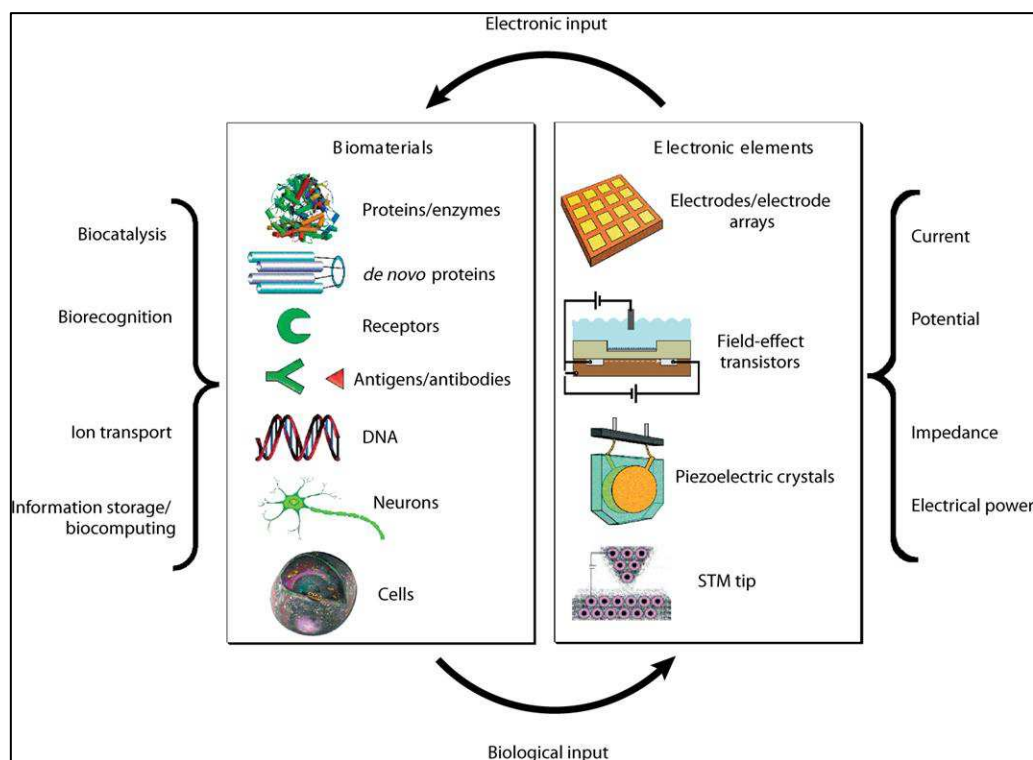 Electronic input
Biomaterials
Proteins/enzymes
de novo proteins
Receptors
Antigens/antibodies
DNA
Neurons
Cells
Electronic elements
Electrodes/electrode
arrays
Field-effect
transistors
Piezoelectric crystals
STM tip
Biocatalysis
Biorecognition
Ion transport
Information storage/
biocomputing
Current
Potential
Impedance
Electrical power
Biological input